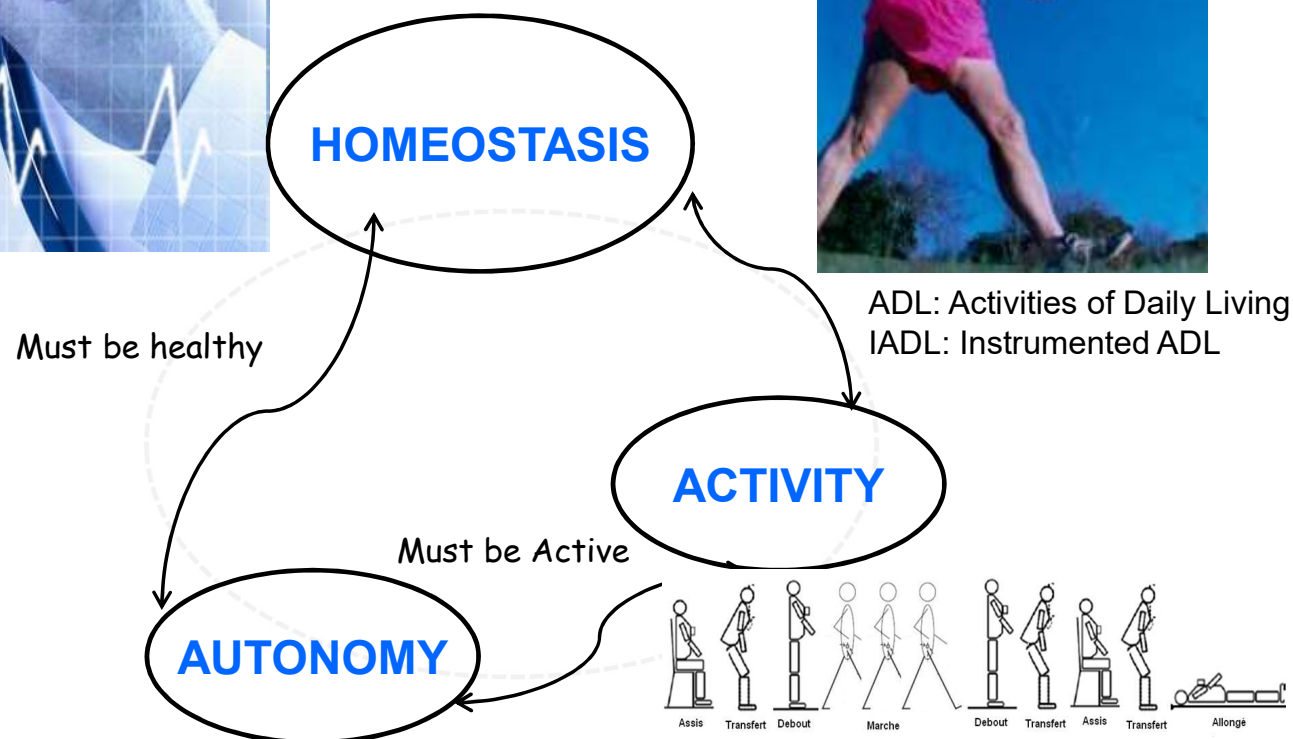 HOMEOSTASIS
ADL: Activities of Daily Living
IADL: Instrumented ADL
Must be healthy
ACTIVITY
Must be Active
AUTONOMY
Assis Transfert Debout Marche Debout Transfert Assis Transfert Allongé